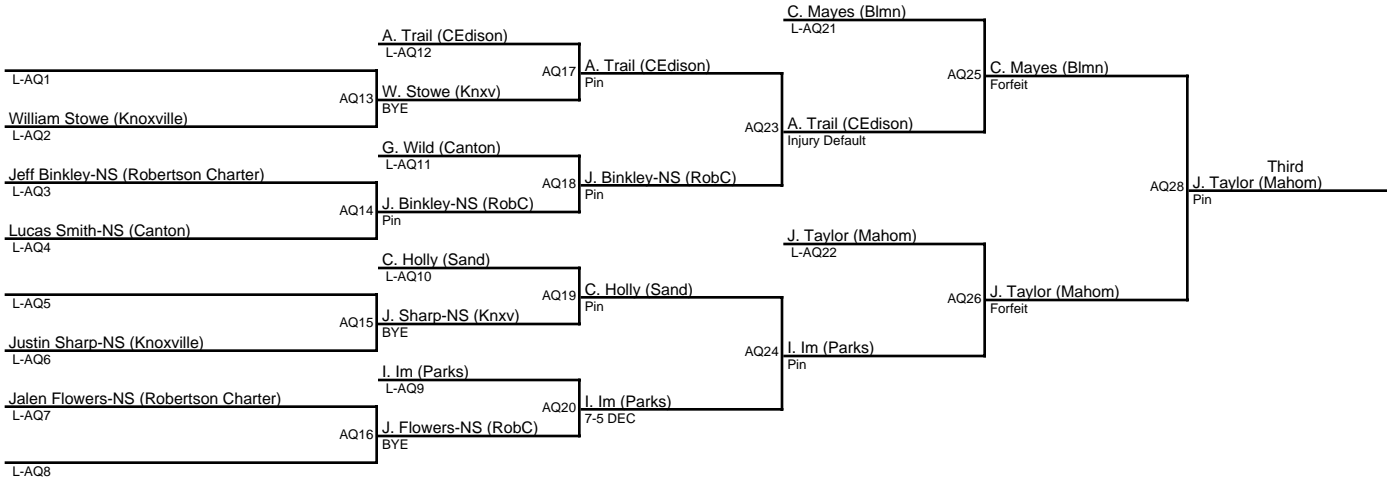 L-AQ1
William Stowe (Knoxville)
L-AQ2
Jeff Binkley-NS (Robertson Charter)
L-AQ3
Lucas Smith-NS (Canton)
L-AQ4
L-AQ5
Justin Sharp-NS (Knoxville)
L-AQ6
Jalen Flowers-NS (Robertson Charter)
L-AQ7
L-AQ8
A. Trail (CEdison)
L-AQ12
AQ13
W. Stowe (Knxv)
BYE
G. Wild (Canton)
L-AQ11
AQ14
J. Binkley-NS (RobC)
Pin
C. Holly (Sand)
L-AQ10
AQ15
J. Sharp-NS (Knxv)
BYE
I. Im (Parks)
L-AQ9
AQ16
J. Flowers-NS (RobC)
BYE
AQ17
A. Trail (CEdison)
Pin
AQ18
J. Binkley-NS (RobC)
Pin
AQ19
C. Holly (Sand)
Pin
AQ20
I. Im (Parks)
7-5 DEC
C. Mayes (Blmn)
L-AQ21
AQ23
A. Trail (CEdison)
Injury Default
J. Taylor (Mahom)
L-AQ22
AQ24
I. Im (Parks)
Pin
AQ25
C. Mayes (Blmn)
Forfeit
AQ26
J. Taylor (Mahom)
Forfeit
AQ28
Third
J. Taylor (Mahom)
Pin